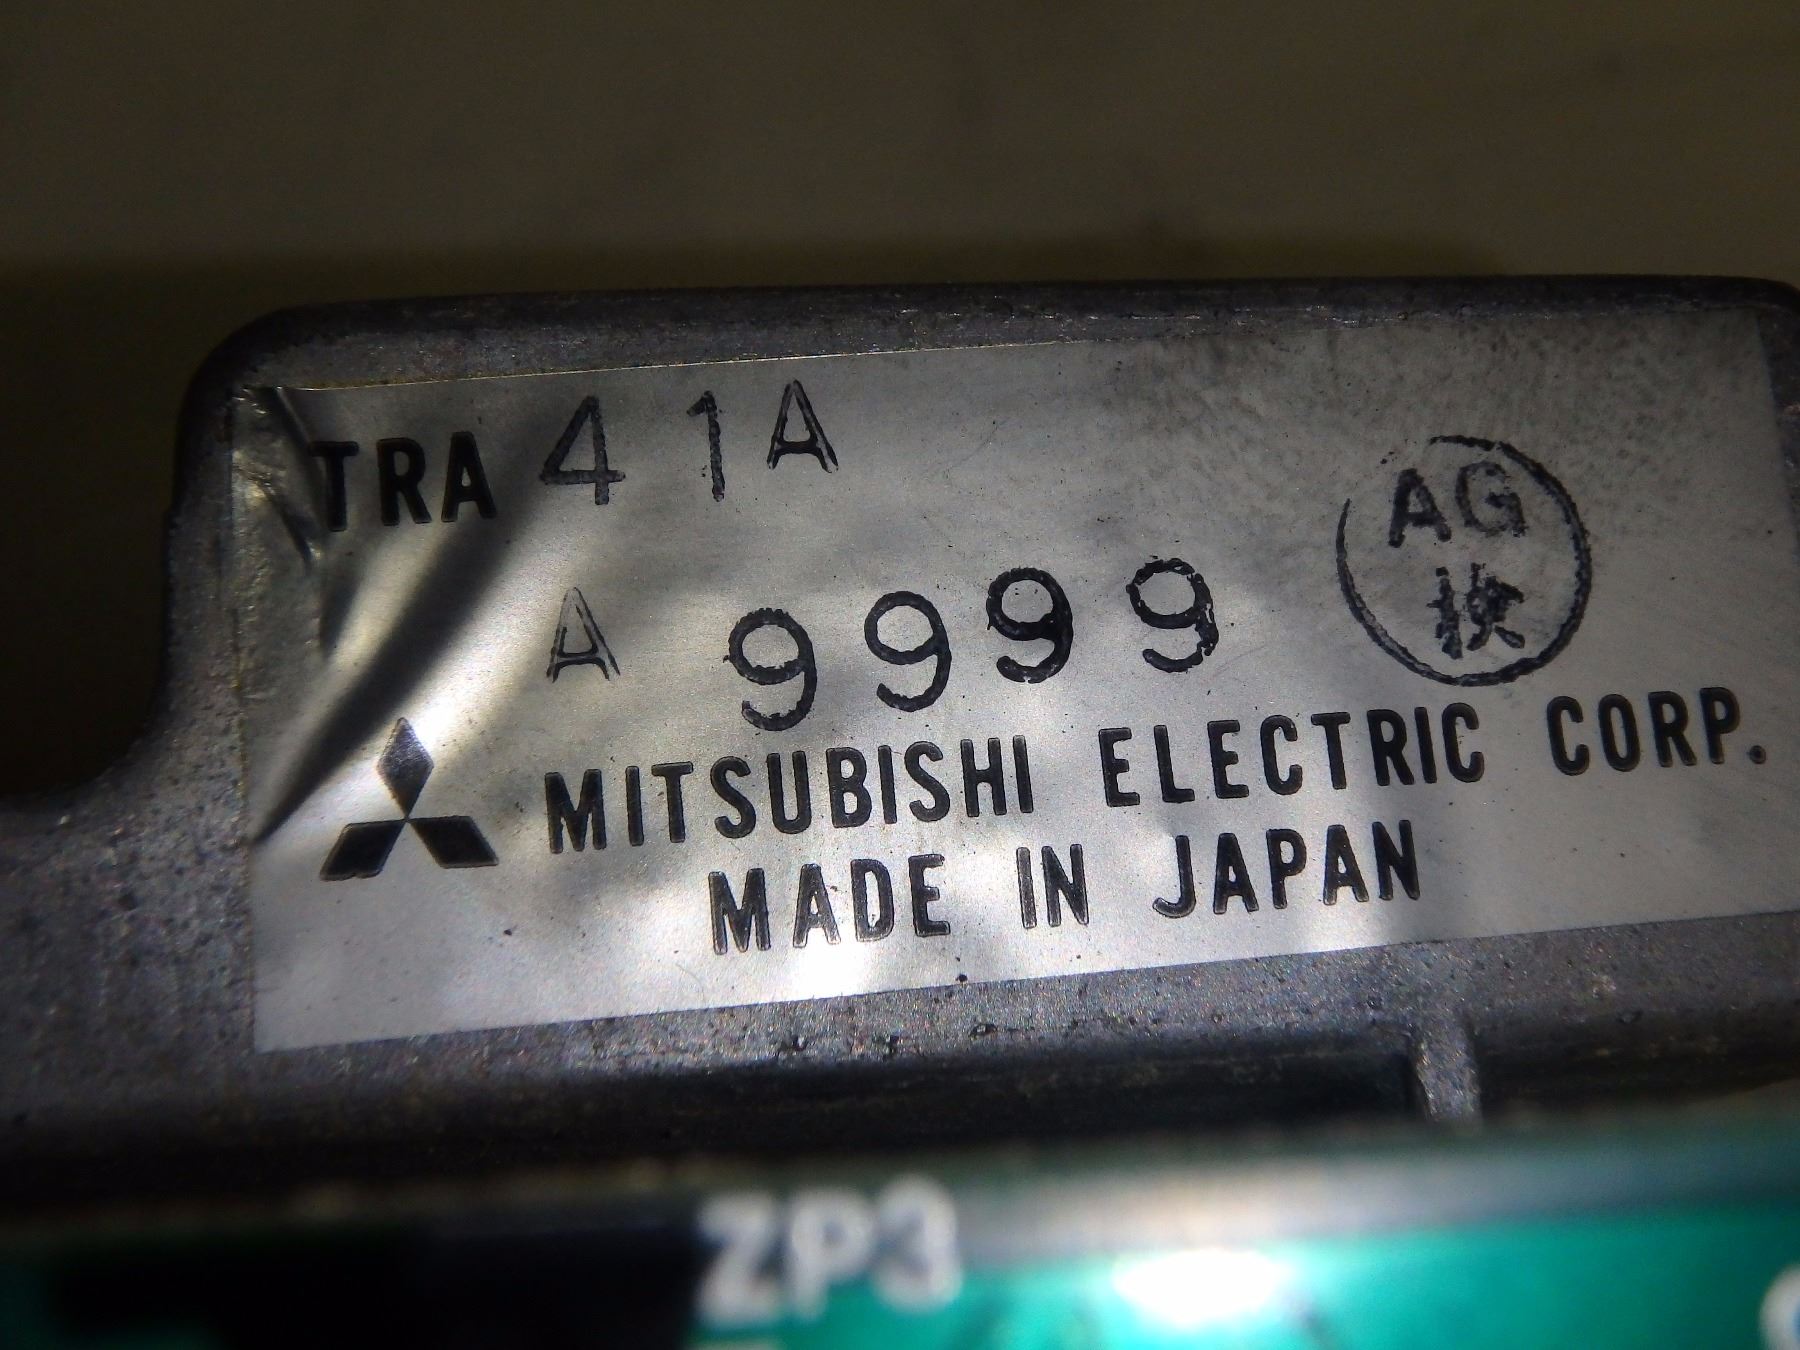 TRA 41A
AG
検
A 9999
MITSUBISHI ELECTRIC CORP.
MADE IN JAPAN
ZP3